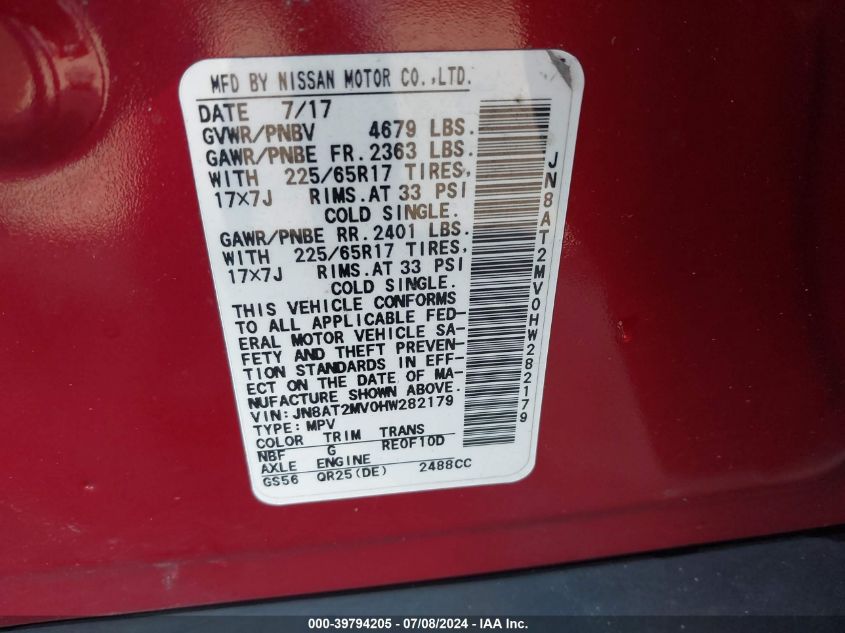 MFD BY NISSAN MOTOR CO.,LTD.
DATE 7/17
GVWR/PNBV 4679 LBS.
GAWR/PNBE FR. 2363 LBS.
WITH 225/65R17 TIRES,
17×7J RIMS. AT 33 PSI
COLD SINGLE.
GAWR/PNBE RR. 2401 LBS.
WITH 225/65R17 TIRES,
17×7J RIMS. AT 33 PSI
COLD SINGLE.
THIS VEHICLE CONFORMS
TO ALL APPLICABLE FED-
ERAL MOTOR VEHICLE SA-
FETY AND THEFT PREVEN-
TION STANDARDS IN EFF-
ECT ON THE DATE OF MA-
NUFACTURE SHOWN ABOVE.
VIN: JN8AT2MV0HW282179
TYPE: MPV
COLOR TRIM TRANS
NBF G RE0F10D
AXLE ENGINE
GS56 QR25(DE) 2488CC
JN8AT2MV0HW282179
000-39794205 - 07/08/2024 - IAA Inc.